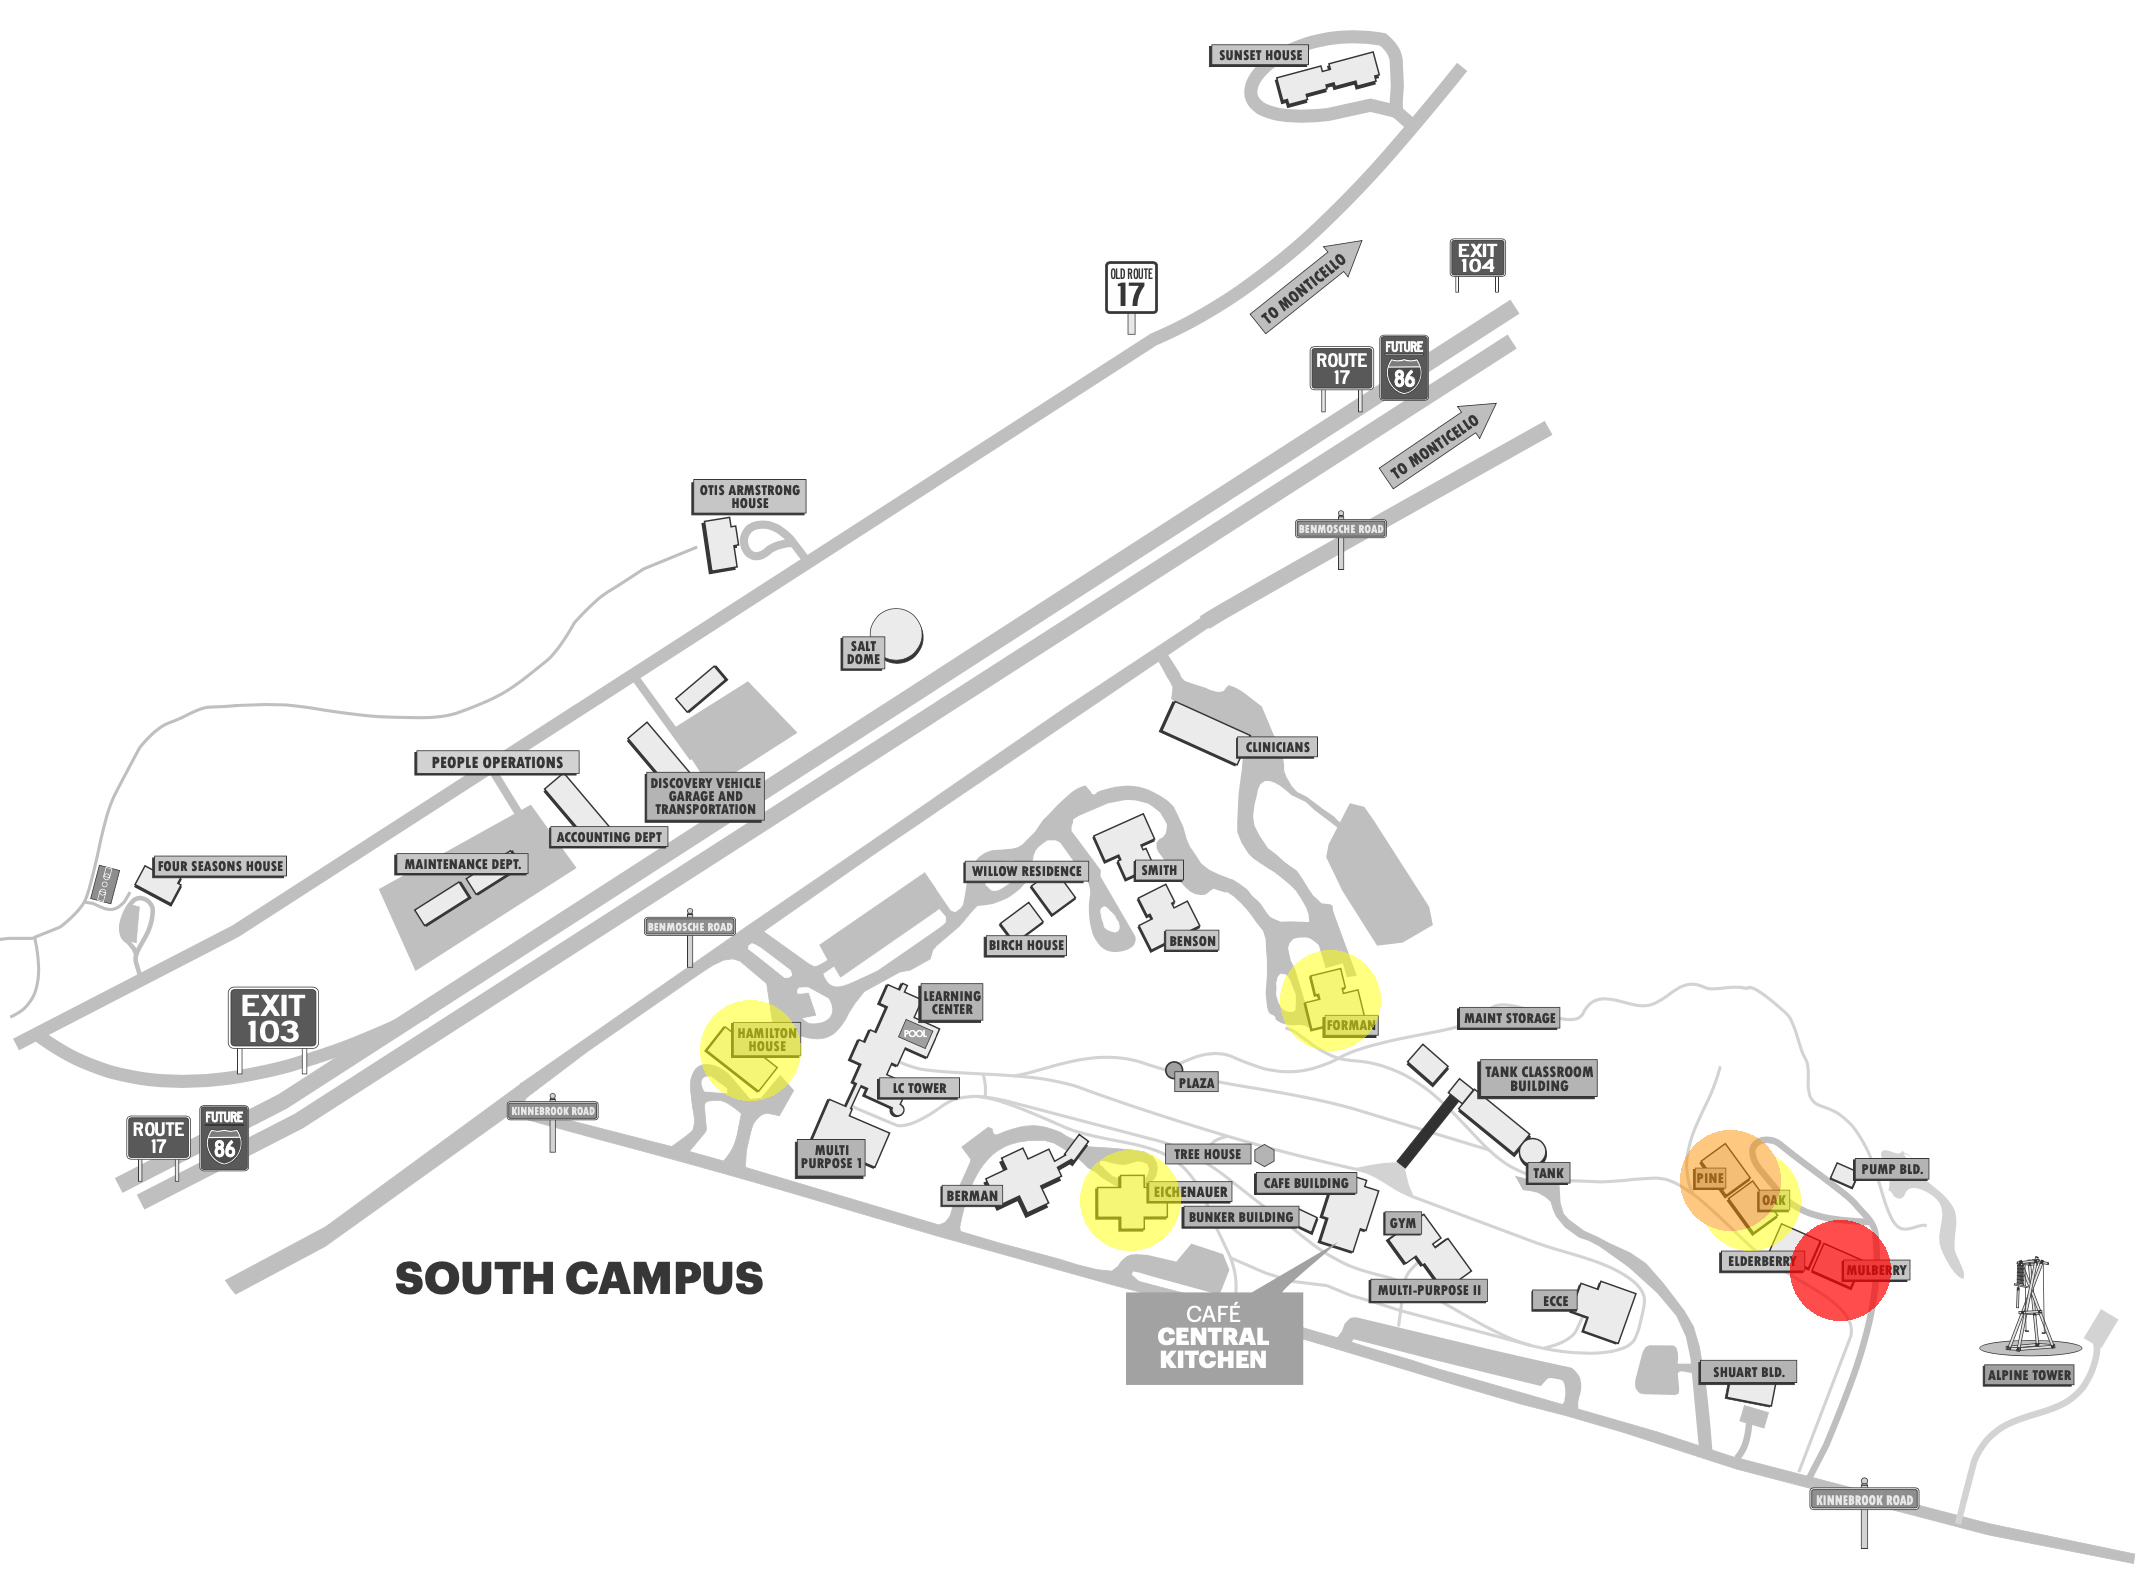 SUNSET HOUSE
EXIT
104
OLD ROUTE
17
TO MONTICELLO
ROUTE
17
FUTURE
86
TO MONTICELLO
OTIS ARMSTRONG
HOUSE
BENMOSCHE ROAD
SALT
DOME
CLINICIANS
PEOPLE OPERATIONS
DISCOVERY VEHICLE
GARAGE AND
TRANSPORTATION
ACCOUNTING DEPT
MAINTENANCE DEPT.
FOUR SEASONS HOUSE
WILLOW RESIDENCE
SMITH
BENMOSCHE ROAD
BIRCH HOUSE
BENSON
EXIT
103
LEARNING
CENTER
POOL
HAMILTON
HOUSE
FORMAN
MAINT STORAGE
TANK CLASSROOM
BUILDING
PLAZA
LC TOWER
KINNEBROOK ROAD
ROUTE
17
FUTURE
86
MULTI
PURPOSE 1
TREE HOUSE
TANK
PINE
PUMP BLD.
BERMAN
EICHENAUER
CAFE BUILDING
OAK
BUNKER BUILDING
GYM
ELDERBERRY
MULBERRY
SOUTH CAMPUS
MULTI-PURPOSE II
ECCE
CAFÉ
CENTRAL
KITCHEN
SHUART BLD.
ALPINE TOWER
KINNEBROOK ROAD